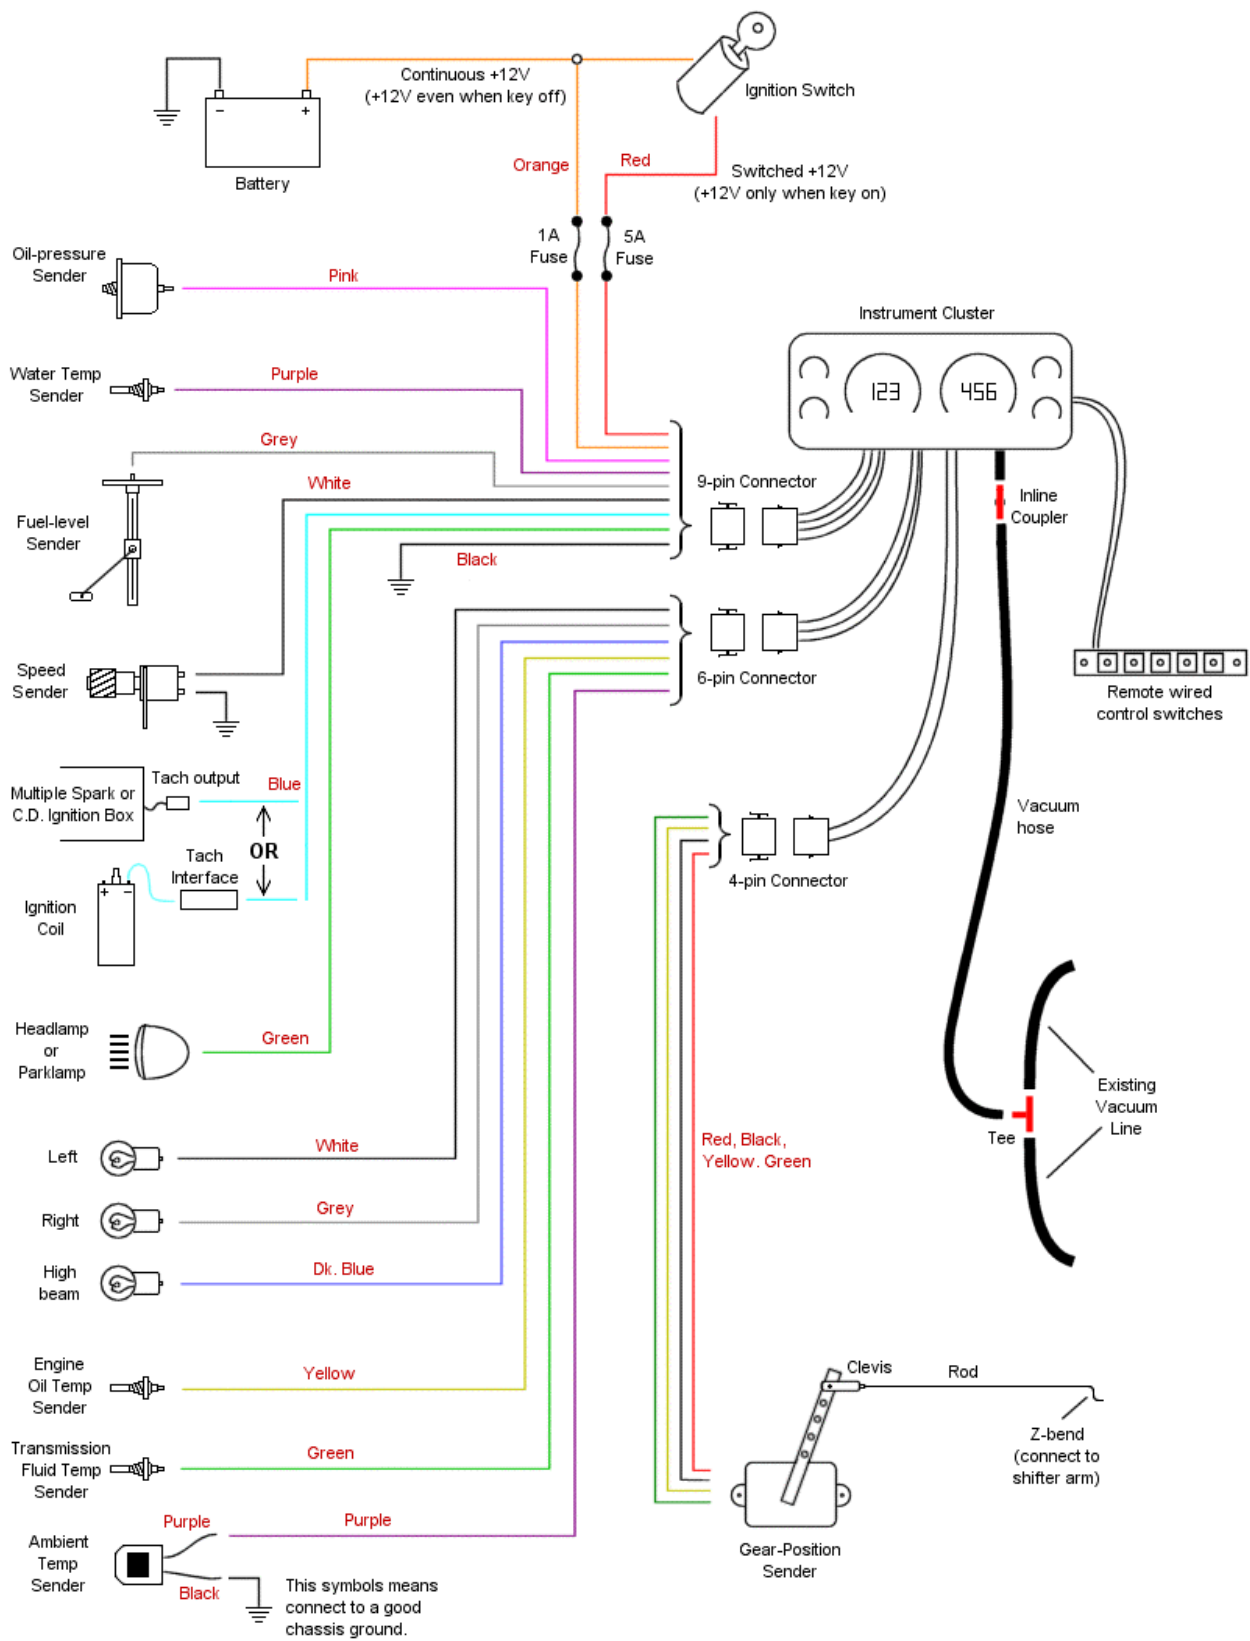 Continuous +12V
(+12V even when key off)
Ignition Switch
− +
Battery
Orange
Red
Switched +12V
(+12V only when key on)
1A
Fuse
5A
Fuse
Oil-pressure
Sender
Pink
Instrument Cluster
123
456
Water Temp
Sender
Purple
Grey
White
9-pin Connector
Inline
Coupler
Fuel-level
Sender
Black
Speed
Sender
6-pin Connector
Remote wired
control switches
Multiple Spark or
C.D. Ignition Box
Tach output
Blue
OR
Tach
Interface
+ −
Ignition
Coil
4-pin Connector
Vacuum
hose
Headlamp
or
Parklamp
Green
Existing
Vacuum
Line
Tee
Red, Black,
Yellow. Green
Left
White
Right
Grey
High
beam
Dk. Blue
Engine
Oil Temp
Sender
Yellow
Clevis
Rod
Z-bend
(connect to
shifter arm)
Transmission
Fluid Temp
Sender
Green
Gear-Position
Sender
Ambient
Temp
Sender
Purple
Purple
Black
This symbols means
connect to a good
chassis ground.